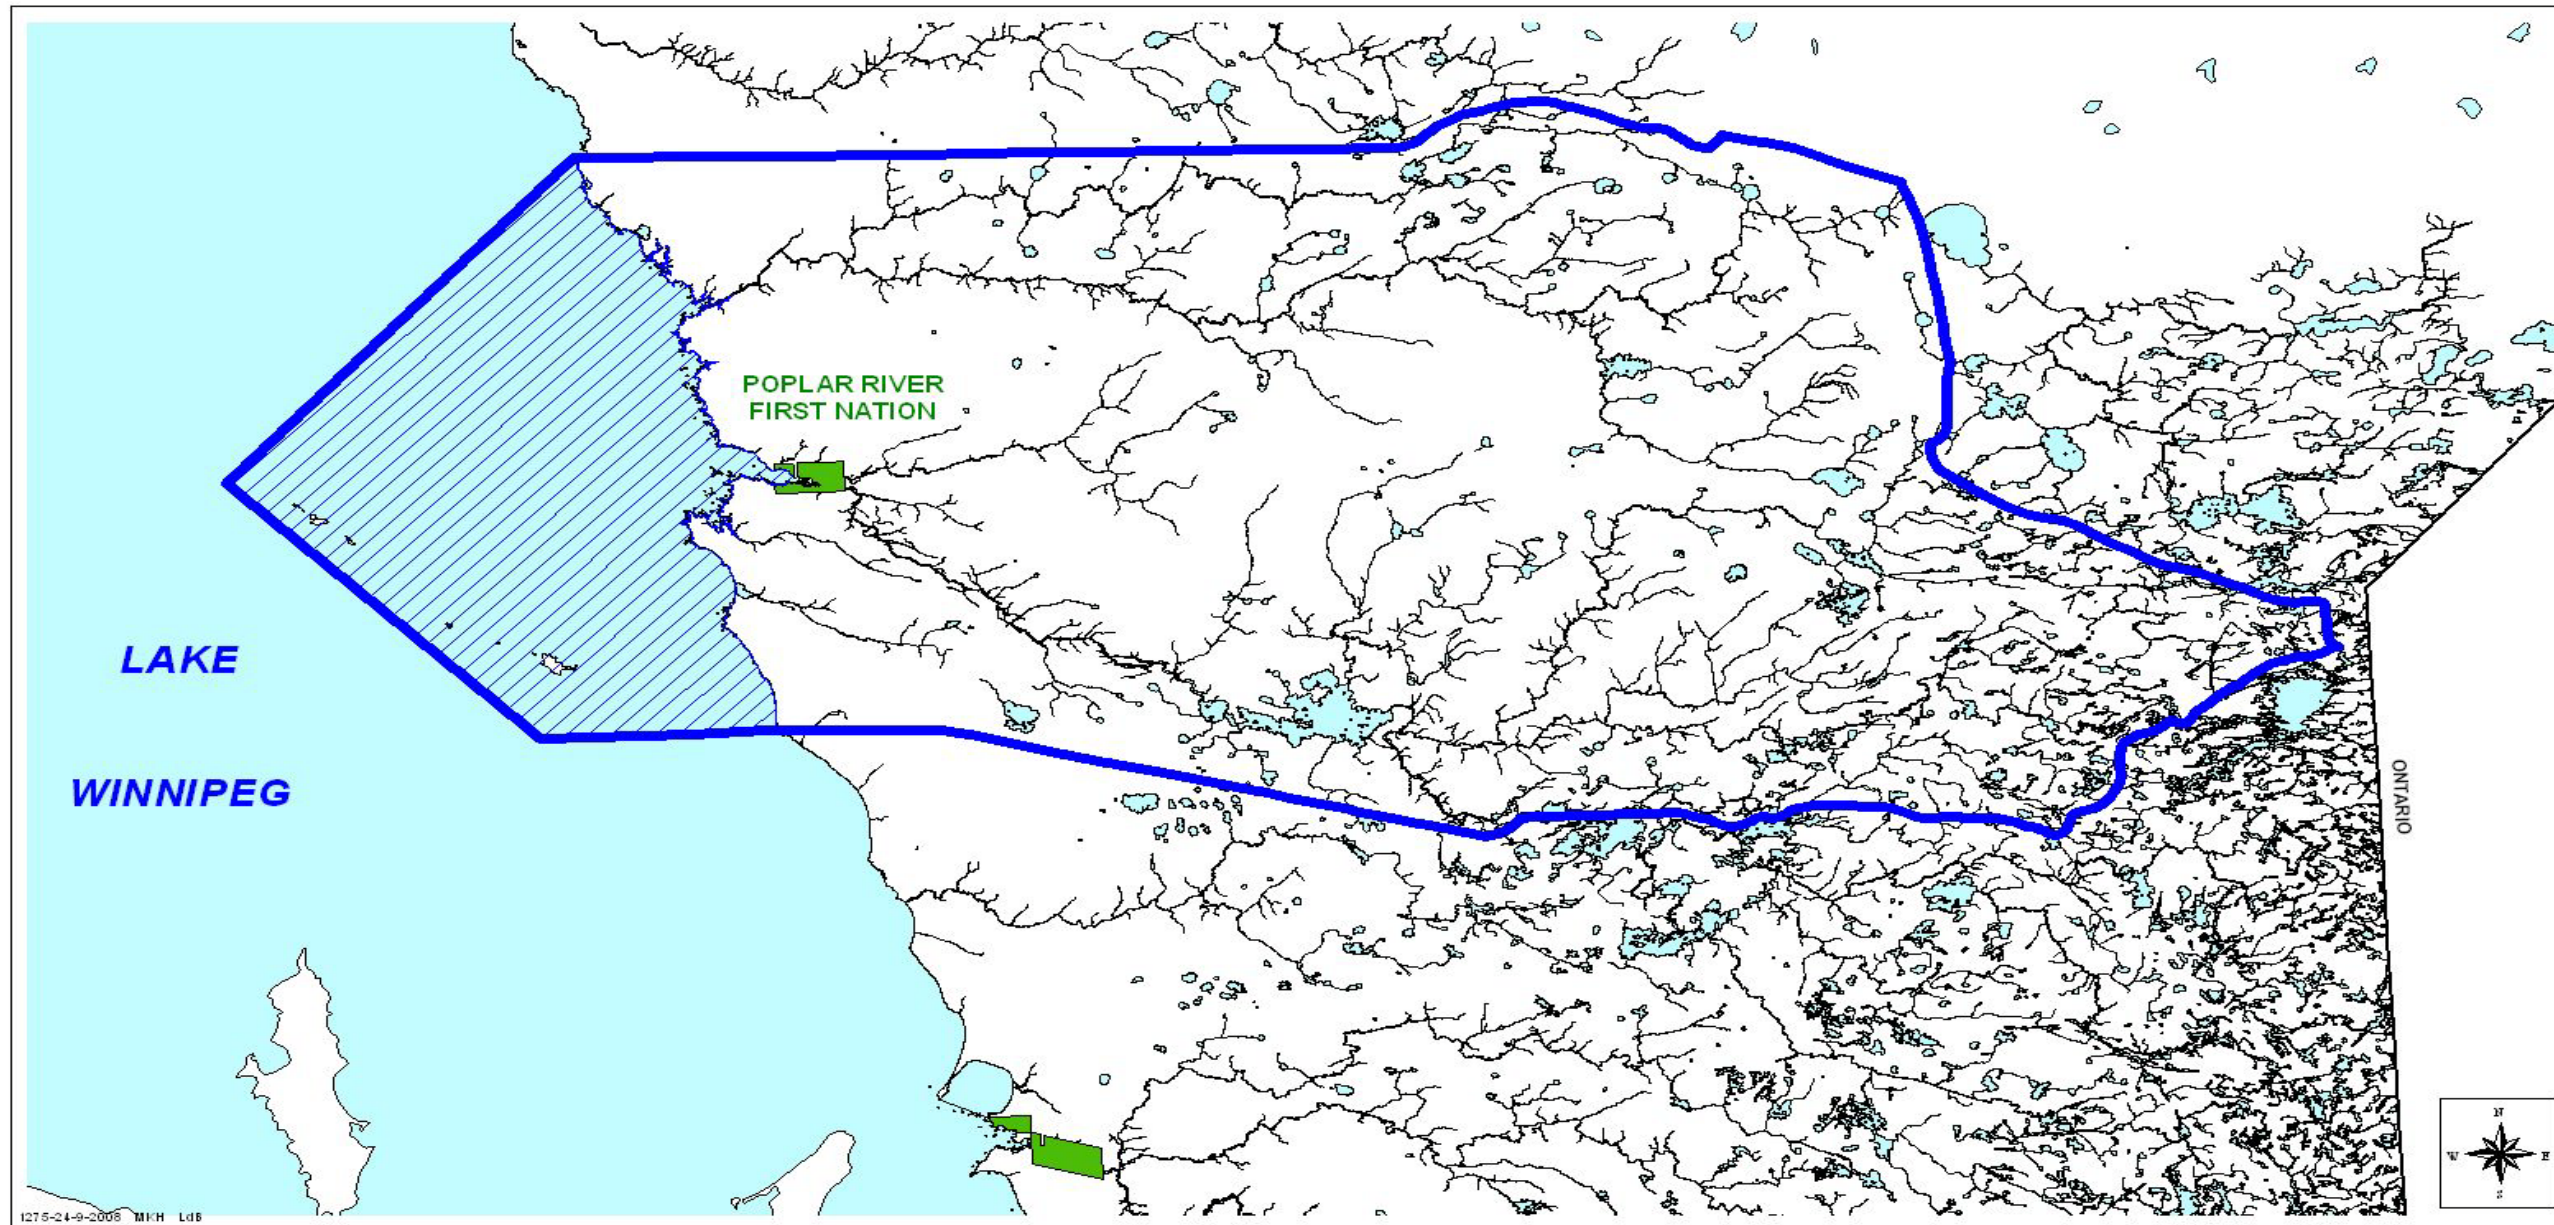 POPLAR RIVER
FIRST NATION
LAKE
WINNIPEG
ONTARIO
N
W E
S
1275-24-9-2008 MKH LdB